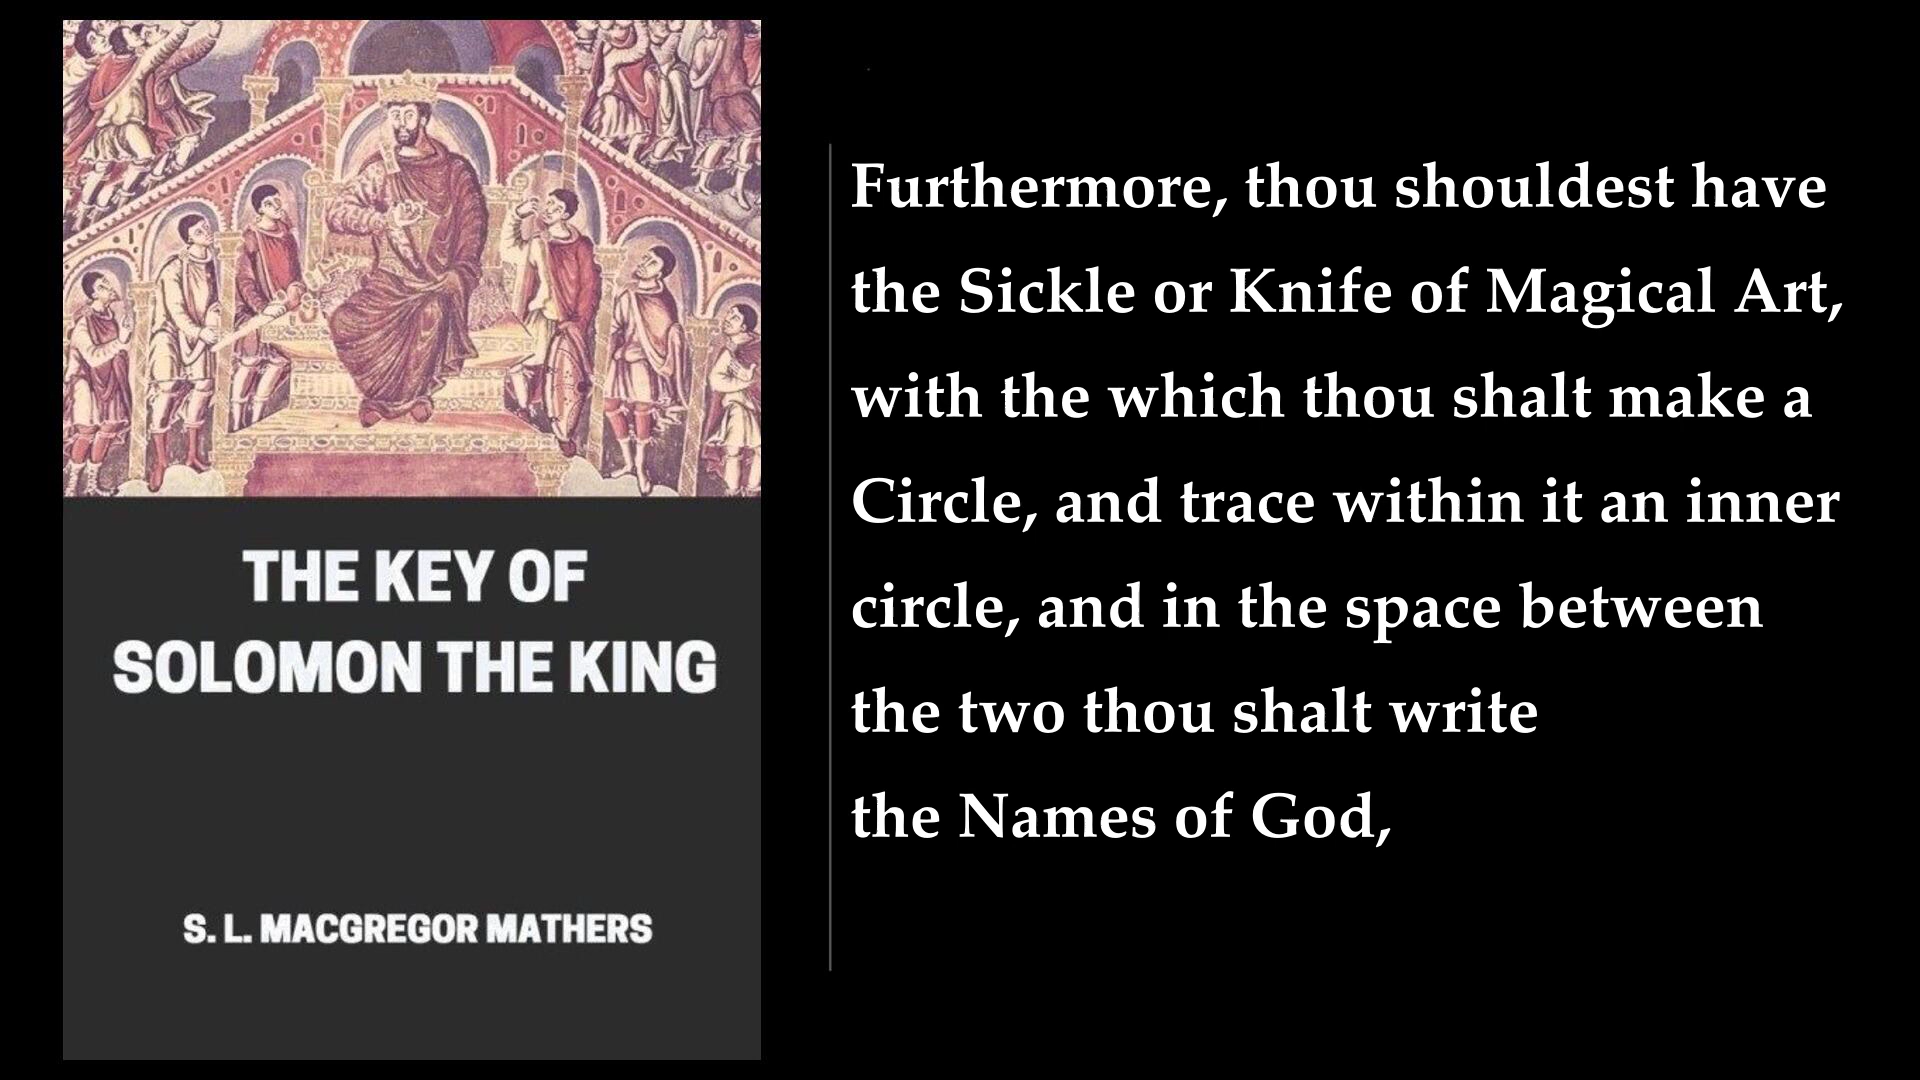 THE KEY OF
SOLOMON THE KING
S. L. MACGREGOR MATHERS
Furthermore, thou shouldest have
the Sickle or Knife of Magical Art,
with the which thou shalt make a
Circle, and trace within it an inner
circle, and in the space between
the two thou shalt write
the Names of God,